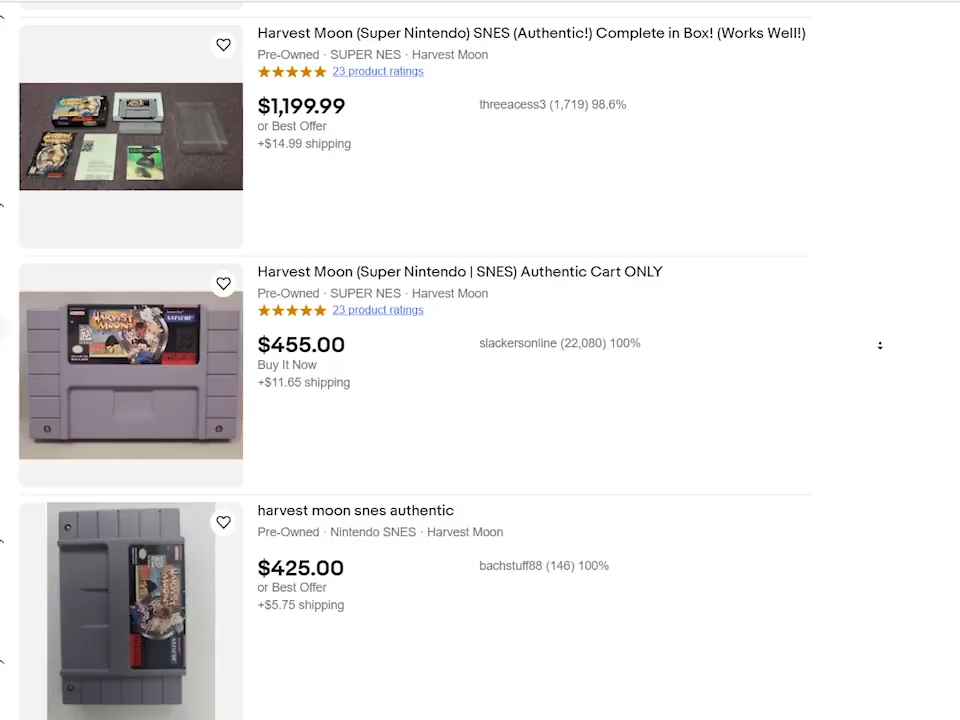 Harvest Moon (Super Nintendo) SNES (Authentic!) Complete in Box! (Works Well!)
Pre-Owned · SUPER NES · Harvest Moon
23 product ratings
$1,199.99
threeacess3 (1,719) 98.6%
or Best Offer
+$14.99 shipping
Harvest Moon (Super Nintendo | SNES) Authentic Cart ONLY
Pre-Owned · SUPER NES · Harvest Moon
23 product ratings
HARVEST
MOON
$455.00
slackersonline (22,080) 100%
Buy It Now
+$11.65 shipping
harvest moon snes authentic
Pre-Owned · Nintendo SNES · Harvest Moon
$425.00
bachstuff88 (146) 100%
or Best Offer
+$5.75 shipping
HARVEST
MOON